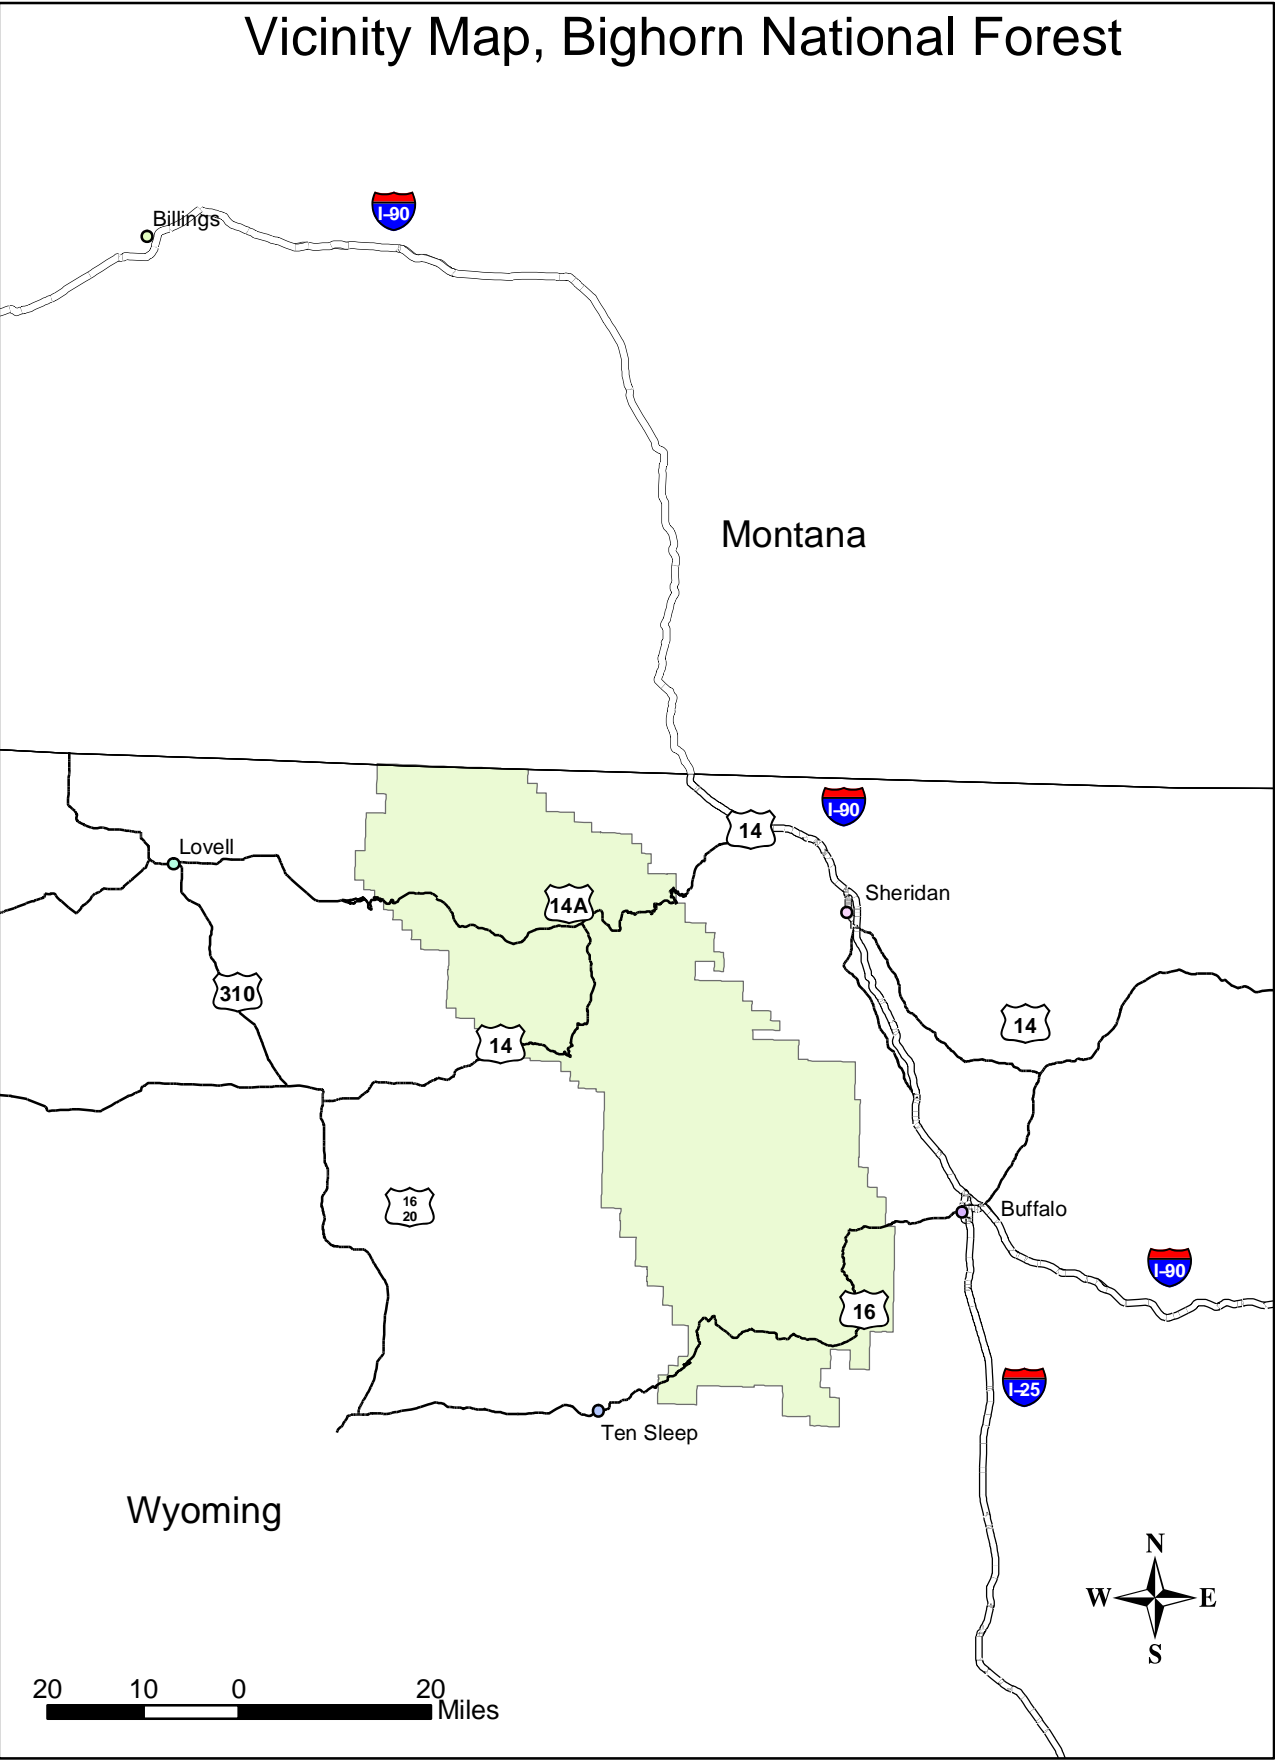 Vicinity Map, Bighorn National Forest
I-90
Billings
Montana
I-90
14
Lovell
Sheridan
14A
310
14
14
16
20
Buffalo
I-90
16
I-25
Ten Sleep
Wyoming
N
W E
S
20 10 0 20
Miles